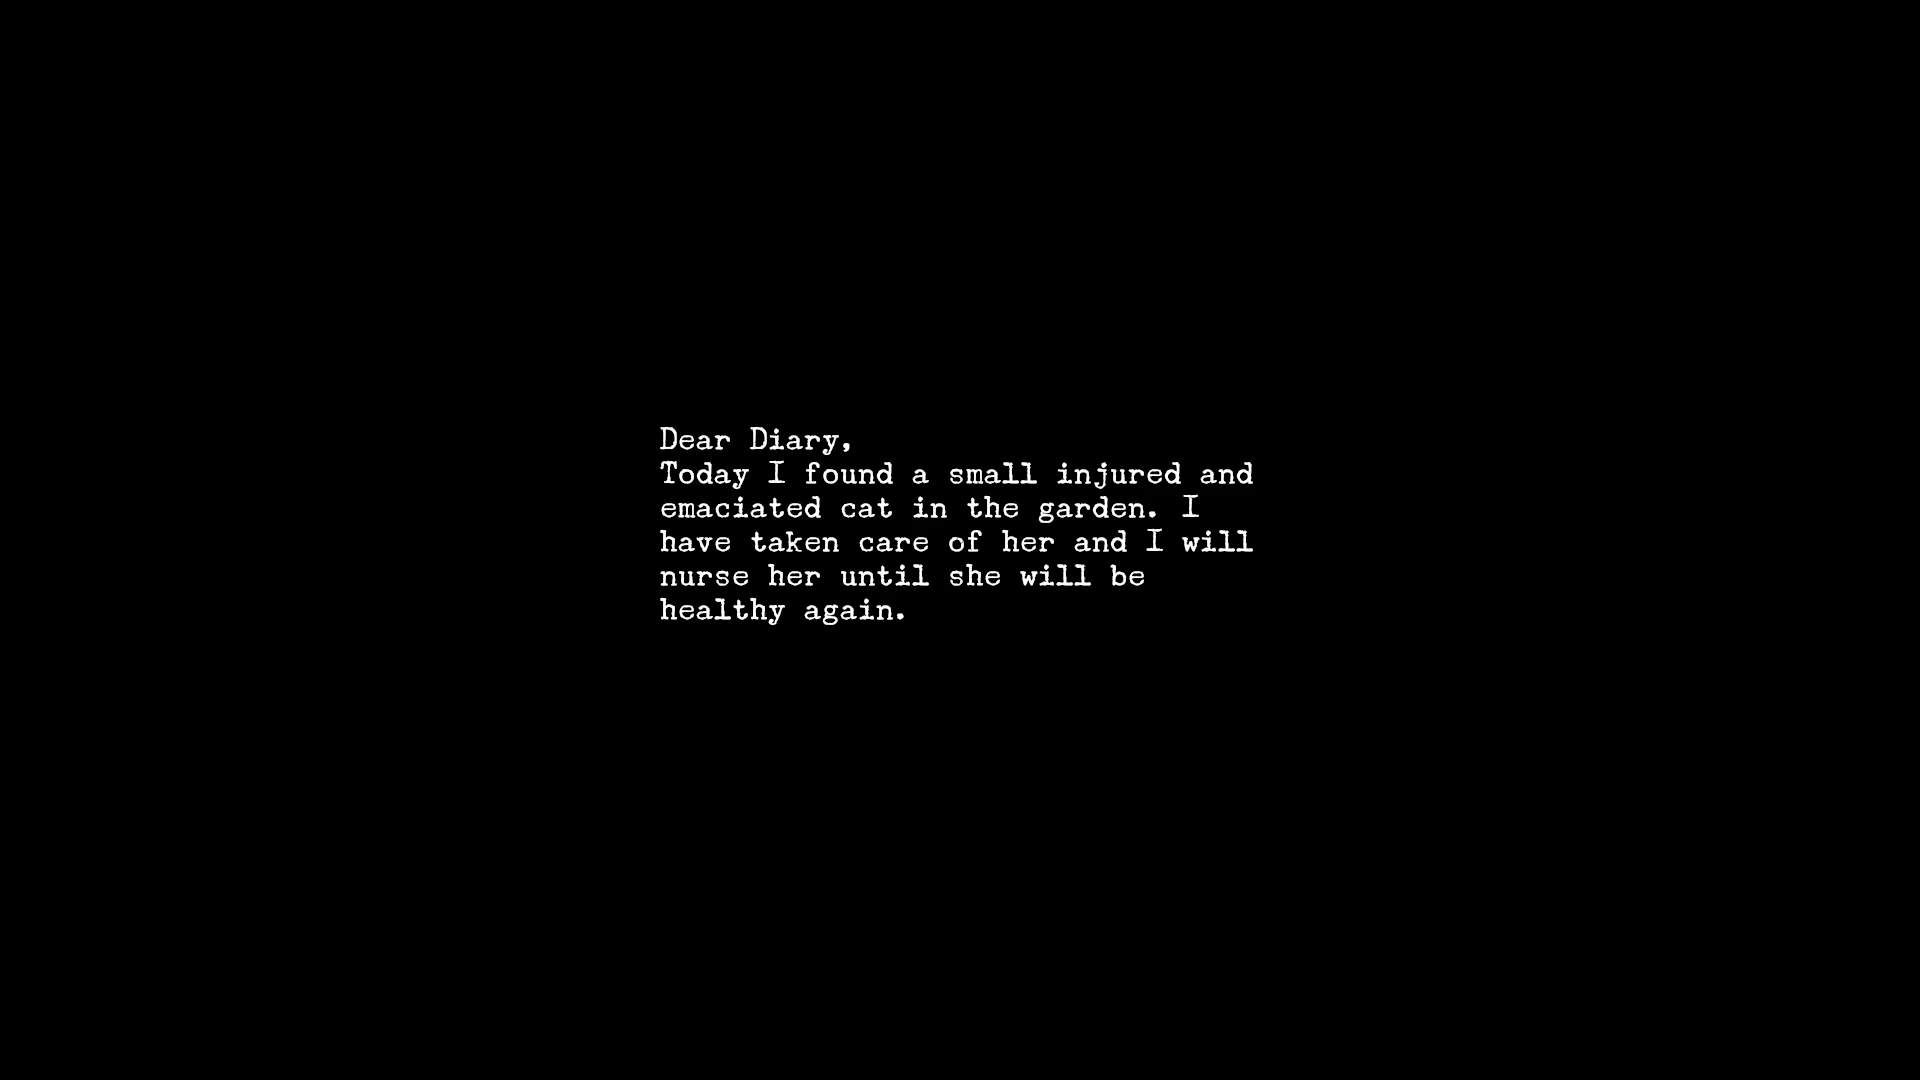 Dear Diary,
Today I found a small injured and
emaciated cat in the garden. I
have taken care of her and I will
nurse her until she will be
healthy again.